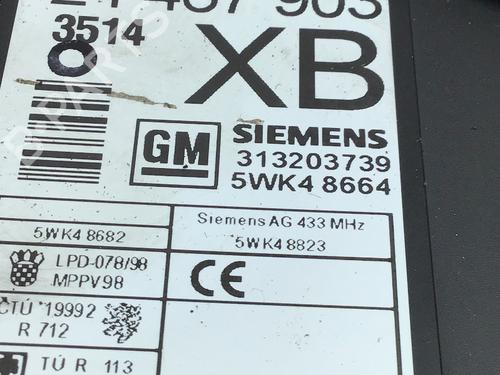 3514
XB
GM
SIEMENS
313203739
5WK4 8664
5WK4 8682
Siemens AG 433 MHz
5WK4 8823
LPD-078/98
MPPV98
CE
CTÚ 19992
R 712
TÚ R 113